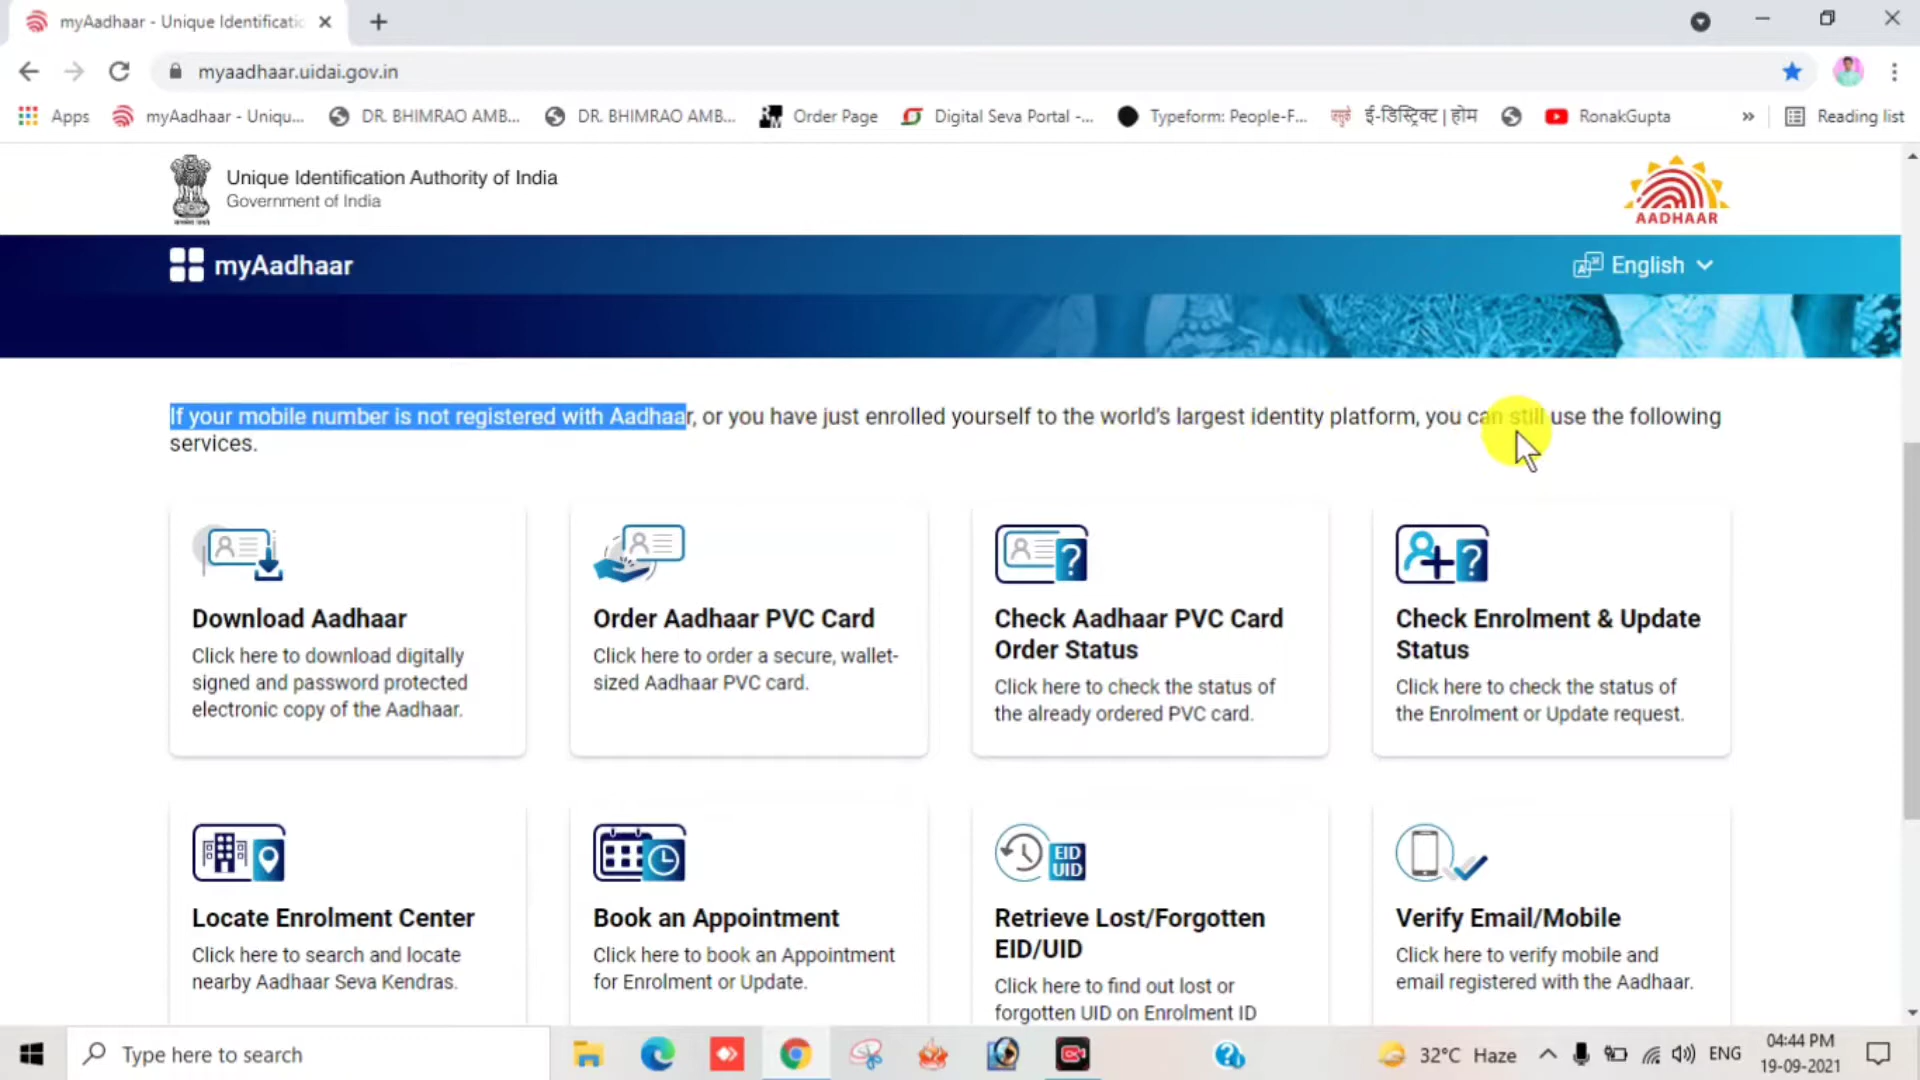 myAadhaar - Unique Identificatic
myaadhaar.uidai.gov.in
Apps
myAadhaar - Uniqu...
DR. BHIMRAO AMB...
DR. BHIMRAO AMB...
Order Page
Digital Seva Portal -...
Typeform: People-F...
ई-डिस्ट्रिक्ट | होम
RonakGupta
»
Reading list
Unique Identification Authority of India
Government of India
AADHAAR
myAadhaar
English
If your mobile number is not registered with Aadhaar, or you have just enrolled yourself to the world's largest identity platform, you can still use the following
services.
Download Aadhaar
Click here to download digitally
signed and password protected
electronic copy of the Aadhaar.
Order Aadhaar PVC Card
Click here to order a secure, wallet-
sized Aadhaar PVC card.
Check Aadhaar PVC Card
Order Status
Click here to check the status of
the already ordered PVC card.
Check Enrolment & Update
Status
Click here to check the status of
the Enrolment or Update request.
Locate Enrolment Center
Click here to search and locate
nearby Aadhaar Seva Kendras.
Book an Appointment
Click here to book an Appointment
for Enrolment or Update.
EID
UID
Retrieve Lost/Forgotten
EID/UID
Click here to find out lost or
forgotten UID on Enrolment ID
Verify Email/Mobile
Click here to verify mobile and
email registered with the Aadhaar.
Type here to search
32°C Haze
ENG
04:44 PM
19-09-2021